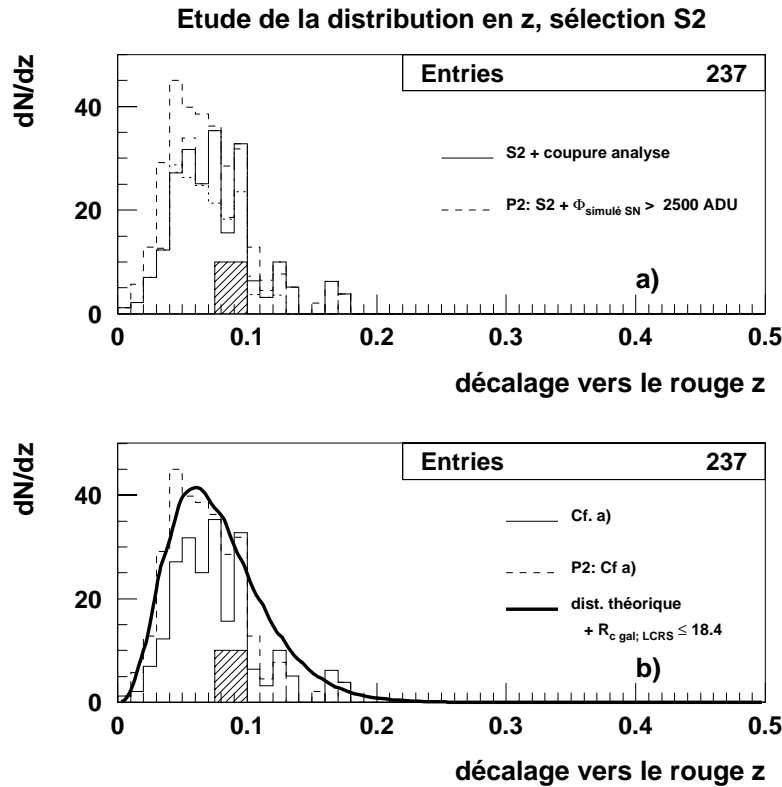 Etude de la distribution en z, sélection S2
dN/dz
Entries 237
40
20
0
S2 + coupure analyse
P2: S2 + Φsimulé SN > 2500 ADU
a)
0 0.1 0.2 0.3 0.4 0.5
décalage vers le rouge z
dN/dz
Entries 237
40
20
0
Cf. a)
P2: Cf a)
dist. théorique
+ Rc gal; LCRS ≤ 18.4
b)
0 0.1 0.2 0.3 0.4 0.5
décalage vers le rouge z